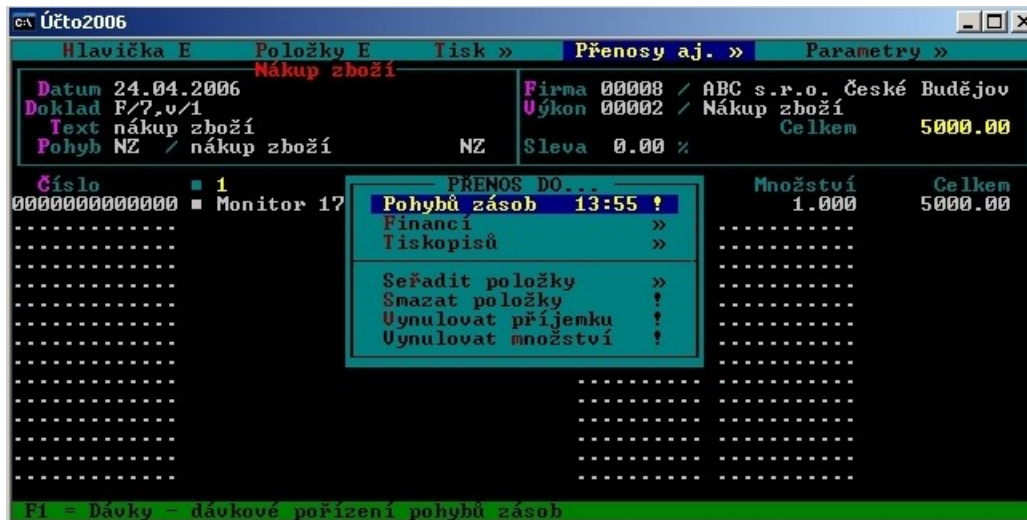 Účto2006
Hlavička E Položky E Tisk » Přenosy aj. » Parametry »
Nákup zboží
Datum 24.04.2006
Doklad F/7,v/1
Text nákup zboží
Pohyb NZ / nákup zboží NZ
Firma 00008 / ABC s.r.o. České Budějov
Výkon 00002 / Nákup zboží
Celkem 5000.00
Sleva 0.00 %
Číslo ■ 1 Množství Celkem
0000000000000 ■ Monitor 17 1.000 5000.00
PŘENOS DO...
Pohybů zásob 13:55 !
Financí »
Tiskopisů »
Seřadit položky »
Smazat položky !
Vynulovat příjemku !
Vynulovat množství !
F1 = Dávky - dávkové pořízení pohybů zásob